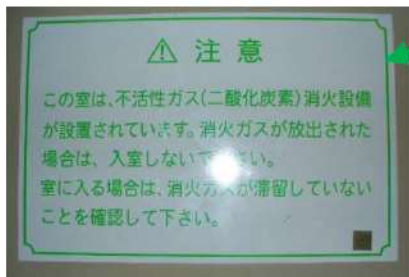 ⚠ 注意
この室は、不活性ガス(二酸化炭素)消火設備
が設置されています。消火ガスが放出された
場合は、入室しないで下さい。
室に入る場合は、消火ガスが滞留していない
ことを確認して下さい。